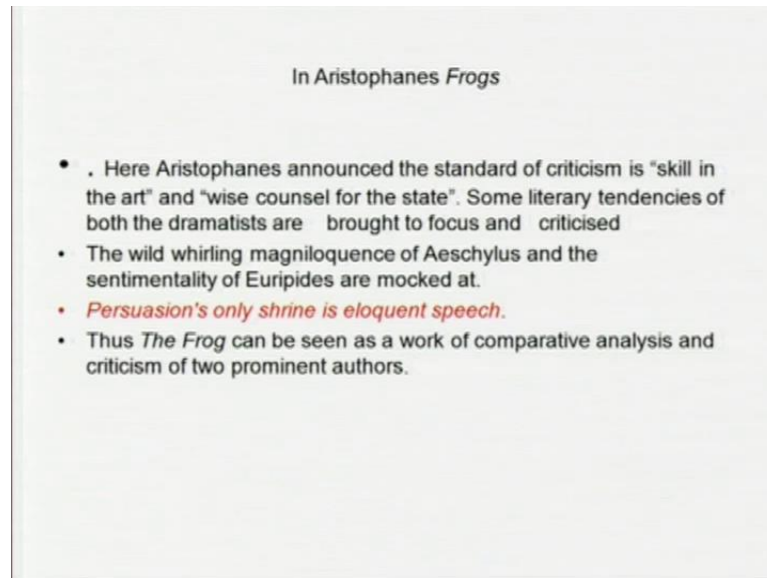 In Aristophanes Frogs
• . Here Aristophanes announced the standard of criticism is “skill in
the art” and “wise counsel for the state”. Some literary tendencies of
both the dramatists are brought to focus and criticised
• The wild whirling magniloquence of Aeschylus and the
sentimentality of Euripides are mocked at.
• Persuasion's only shrine is eloquent speech.
• Thus The Frog can be seen as a work of comparative analysis and
criticism of two prominent authors.